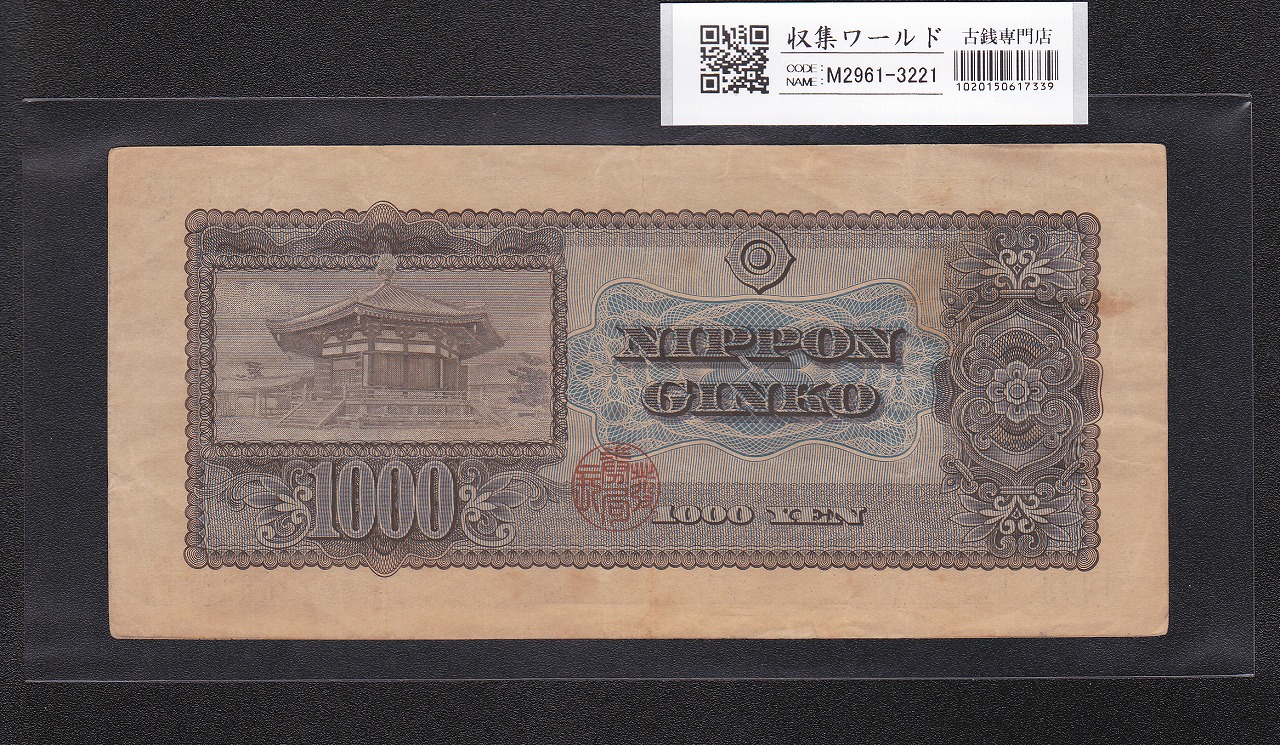 収集ワールド 古銭専門店
CODE:
NAME: M2961-3221
1020150617339
NIPPON
GINKO
1000
1000 YEN